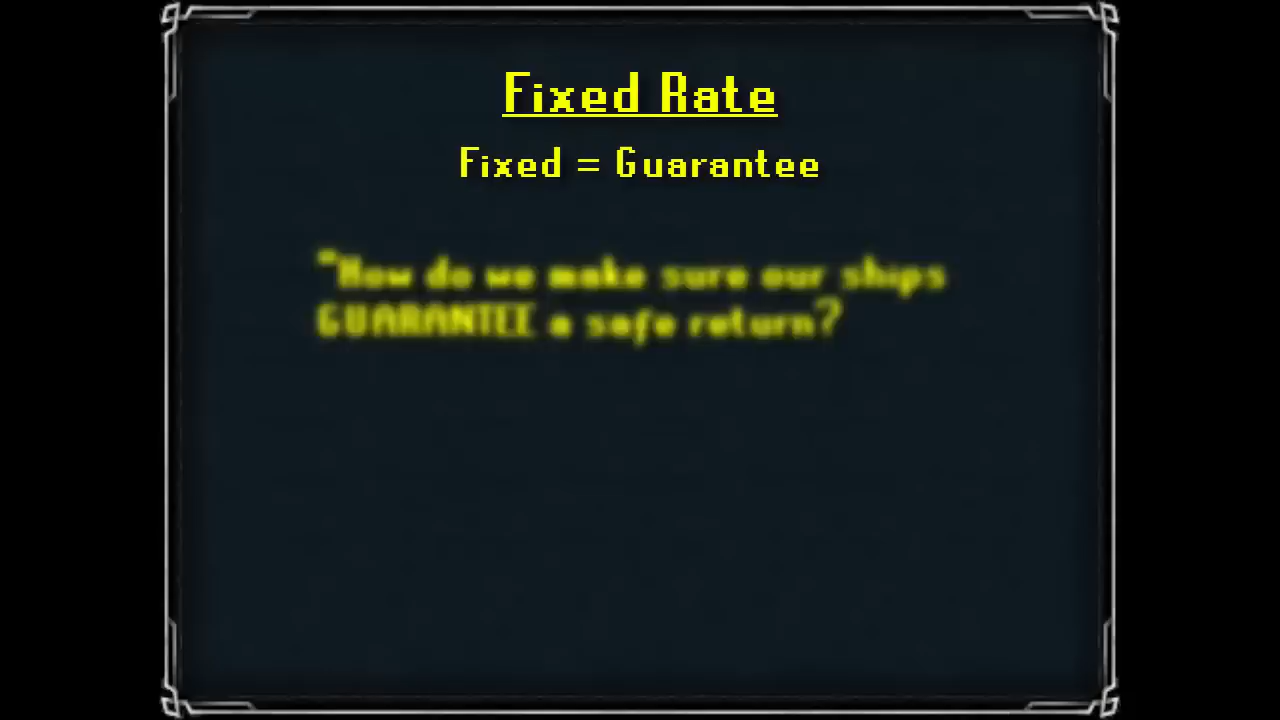 Fixed Rate
Fixed = Guarantee
"How do we make sure our ships
GUARANTEE a safe return?